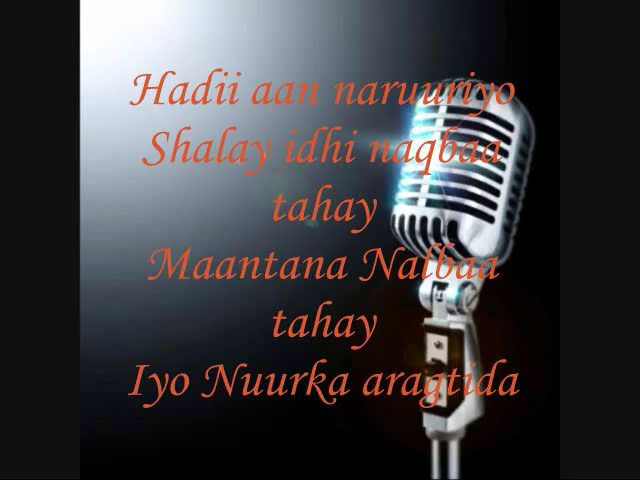 Hadii aan naruuriyo
Shalay idhi naqbaa
tahay
Maantana Nalbaa
tahay
Iyo Nuurka aragtida